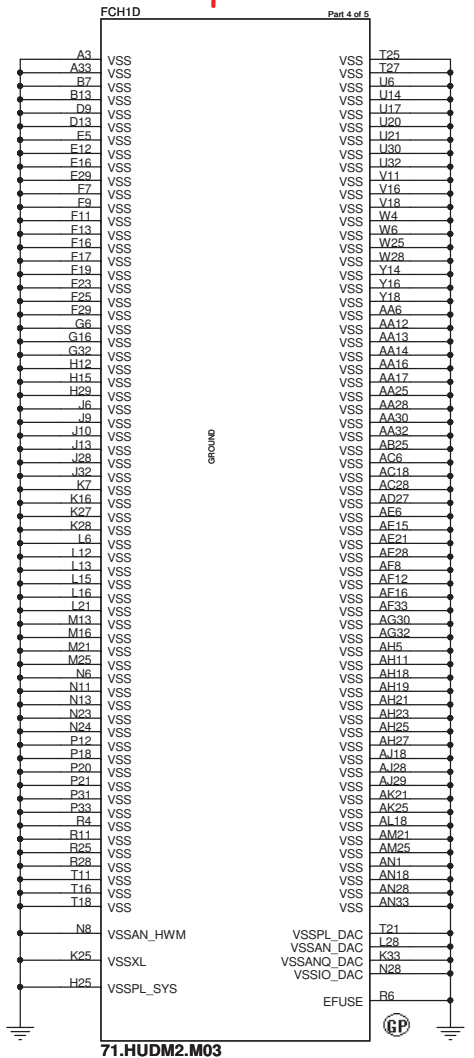 FCH1D Part 4 of 5
A3 VSS VSS T25
A33 VSS VSS T27
B7 VSS VSS U6
B13 VSS VSS U14
D9 VSS VSS U17
D13 VSS VSS U20
E5 VSS VSS U21
E12 VSS VSS U30
E16 VSS VSS U32
E29 VSS VSS V11
F7 VSS VSS V16
F9 VSS VSS V18
F11 VSS VSS W4
F13 VSS VSS W6
F16 VSS VSS W25
F17 VSS VSS W28
F19 VSS VSS Y14
F23 VSS VSS Y16
F25 VSS VSS Y18
F29 VSS VSS AA6
G6 VSS VSS AA12
G16 VSS VSS AA13
G32 VSS VSS AA14
H12 VSS VSS AA16
H15 VSS VSS AA17
H29 VSS VSS AA25
J6 VSS VSS AA28
J9 VSS VSS AA30
J10 VSS VSS AA32
J13 VSS VSS AB25
J28 VSS VSS AC6
J32 VSS VSS AC18
K7 VSS VSS AC28
K16 VSS VSS AD27
K27 VSS VSS AE6
K28 VSS VSS AE15
L6 VSS VSS AE21
L12 VSS VSS AE28
L13 VSS VSS AF8
L15 VSS VSS AF12
L16 VSS VSS AF16
L21 VSS VSS AF33
M13 VSS VSS AG30
M16 VSS VSS AG32
M21 VSS VSS AH5
M25 VSS VSS AH11
N6 VSS VSS AH18
N11 VSS VSS AH19
N13 VSS VSS AH21
N23 VSS VSS AH23
N24 VSS VSS AH25
P12 VSS VSS AH27
P18 VSS VSS AJ18
P20 VSS VSS AJ28
P21 VSS VSS AJ29
P31 VSS VSS AK21
P33 VSS VSS AK25
R4 VSS VSS AL18
R11 VSS VSS AM21
R25 VSS VSS AM25
R28 VSS VSS AN1
T11 VSS VSS AN18
T16 VSS VSS AN28
T18 VSS VSS AN33
GROUND
N8 VSSAN_HWM VSSPL_DAC T21
VSSAN_DAC L28
K25 VSSXL VSSANQ_DAC K33
VSSIO_DAC N28
H25 VSSPL_SYS
EFUSE R6
GP
71.HUDM2.M03